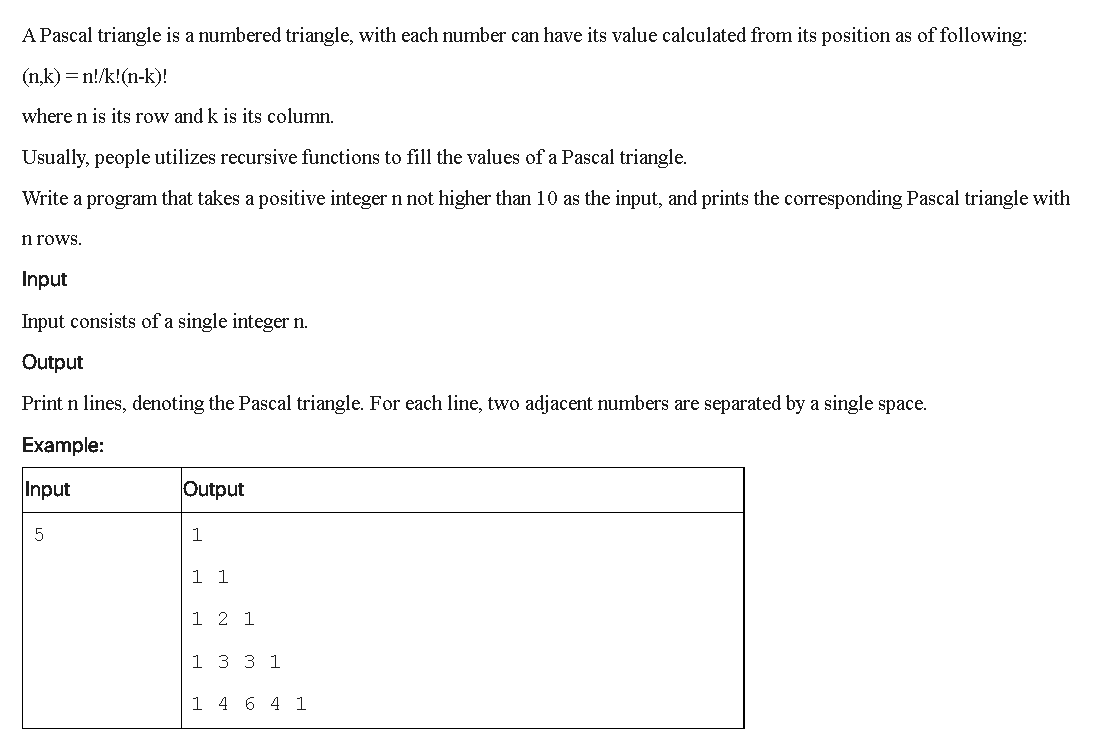 A Pascal triangle is a numbered triangle, with each number can have its value calculated from its position as of following:
(n,k) = n!/k!(n-k)!
where n is its row and k is its column.
Usually, people utilizes recursive functions to fill the values of a Pascal triangle.
Write a program that takes a positive integer n not higher than 10 as the input, and prints the corresponding Pascal triangle with
n rows.
Input
Input consists of a single integer n.
Output
Print n lines, denoting the Pascal triangle. For each line, two adjacent numbers are separated by a single space.
Example:
Input Output
5 1
1 1
1 2 1
1 3 3 1
1 4 6 4 1